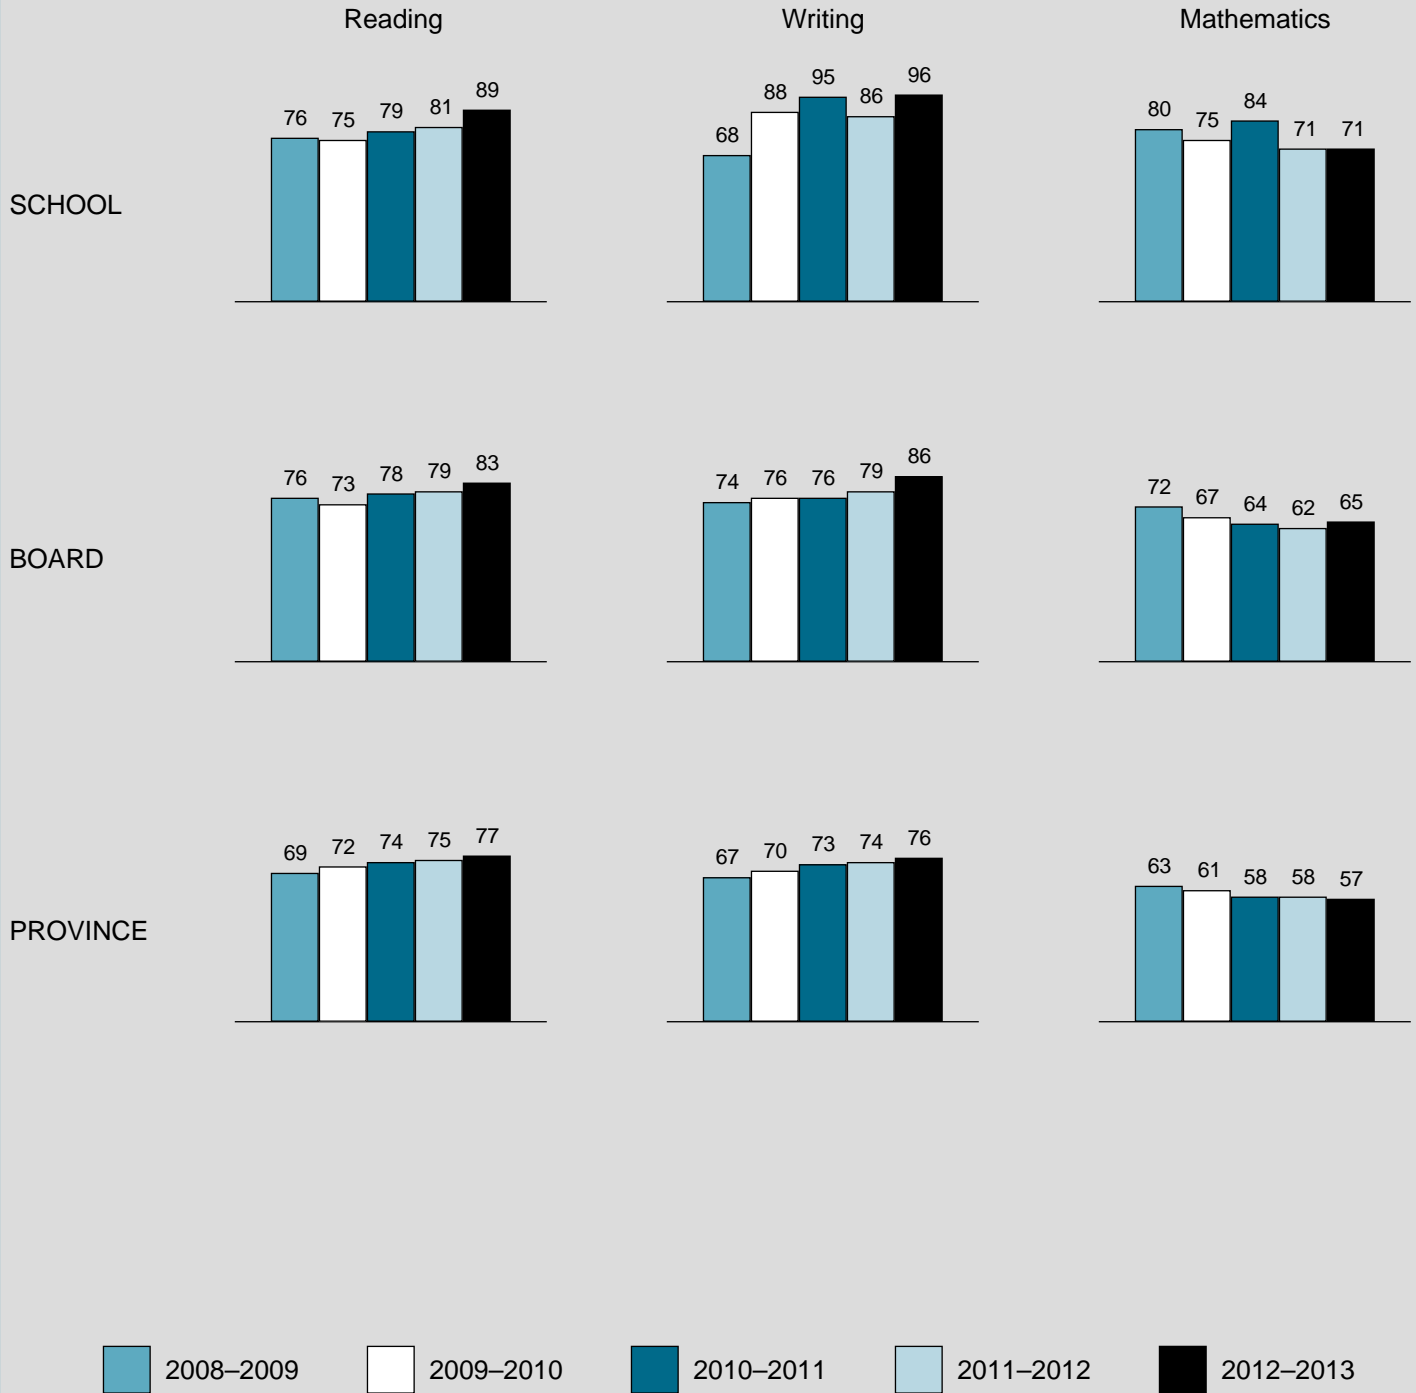 Reading Writing Mathematics
SCHOOL
76 75 79 81 89
68 88 95 86 96
80 75 84 71 71
BOARD
76 73 78 79 83
74 76 76 79 86
72 67 64 62 65
PROVINCE
69 72 74 75 77
67 70 73 74 76
63 61 58 58 57
2008–2009 2009–2010 2010–2011 2011–2012 2012–2013